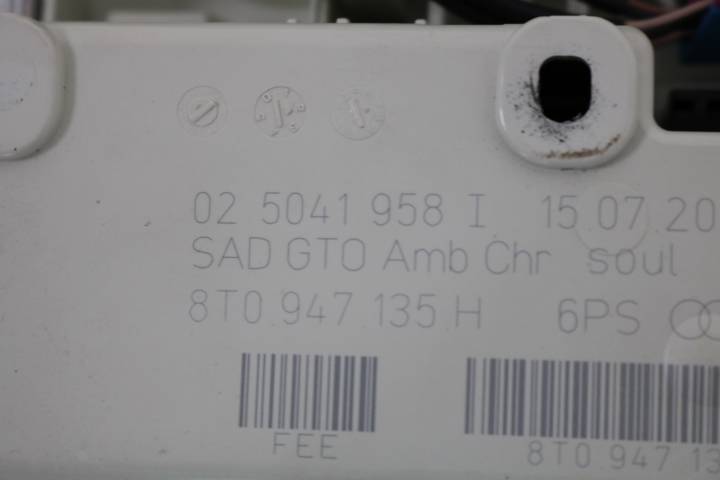 02 5041 958 I 15.07.20
SAD GTO Amb Chr soul
8T0.947.135.H 6PS
FEE
8T0.947.13